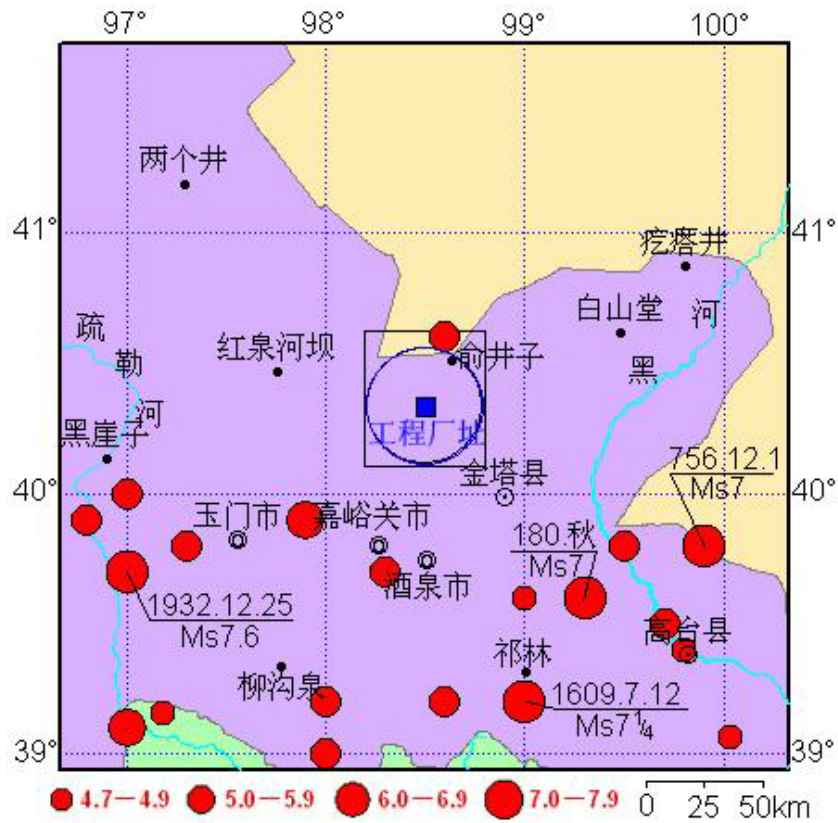 97°
98°
99°
100°
两个井
41°
41°
疙瘩井
白山堂
河
疏
勒
河
红泉河坝
俞井子
黑
黑崖子
工程厂址
金塔县
756.12.1
Ms7
40°
40°
玉门市
嘉峪关市
180.秋
Ms7
酒泉市
1932.12.25
Ms7.6
高台县
祁林
柳沟泉
1609.7.12
Ms7¼
39°
39°
4.7－4.9
5.0－5.9
6.0－6.9
7.0－7.9
0 25 50km